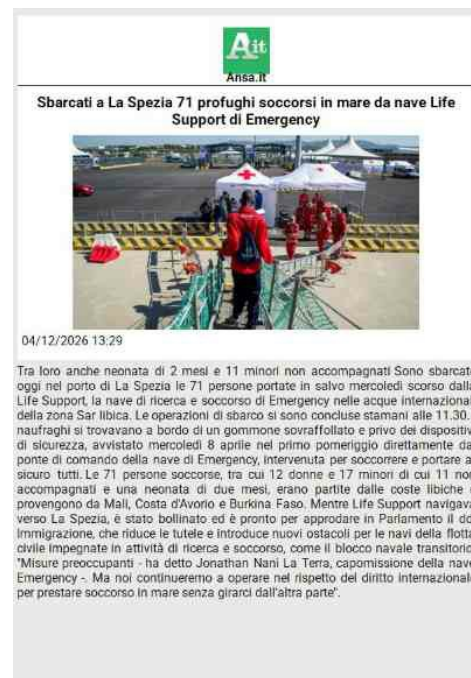 Ait
Ansa.it
Sbarcati a La Spezia 71 profughi soccorsi in mare da nave Life
Support di Emergency
04/12/2026 13:29
Tra loro anche neonata di 2 mesi e 11 minori non accompagnati Sono sbarcate
oggi nel porto di La Spezia le 71 persone portate in salvo mercoledì scorso dalla
Life Support, la nave di ricerca e soccorso di Emergency nelle acque internazional
della zona Sar libica. Le operazioni di sbarco si sono concluse stamani alle 11.30.
naufraghi si trovavano a bordo di un gommone sovraffollato e privo dei dispositiv
di sicurezza, avvistato mercoledì 8 aprile nel primo pomeriggio direttamente da
ponte di comando della nave di Emergency, intervenuta per soccorrere e portare a
sicuro tutti. Le 71 persone soccorse, tra cui 12 donne e 17 minori di cui 11 non
accompagnati e una neonata di due mesi, erano partite dalle coste libiche
provengono da Mali, Costa d'Avorio e Burkina Faso. Mentre Life Support navigava
verso La Spezia, è stato bollinato ed è pronto per approdare in Parlamento il dd
Immigrazione, che riduce le tutele e introduce nuovi ostacoli per le navi della flotta
civile impegnate in attività di ricerca e soccorso, come il blocco navale transitorio
"Misure preoccupanti - ha detto Jonathan Nani La Terra, capomissione della nave
Emergency -. Ma noi continueremo a operare nel rispetto del diritto internazionale
per prestare soccorso in mare senza girarci dall'altra parte".